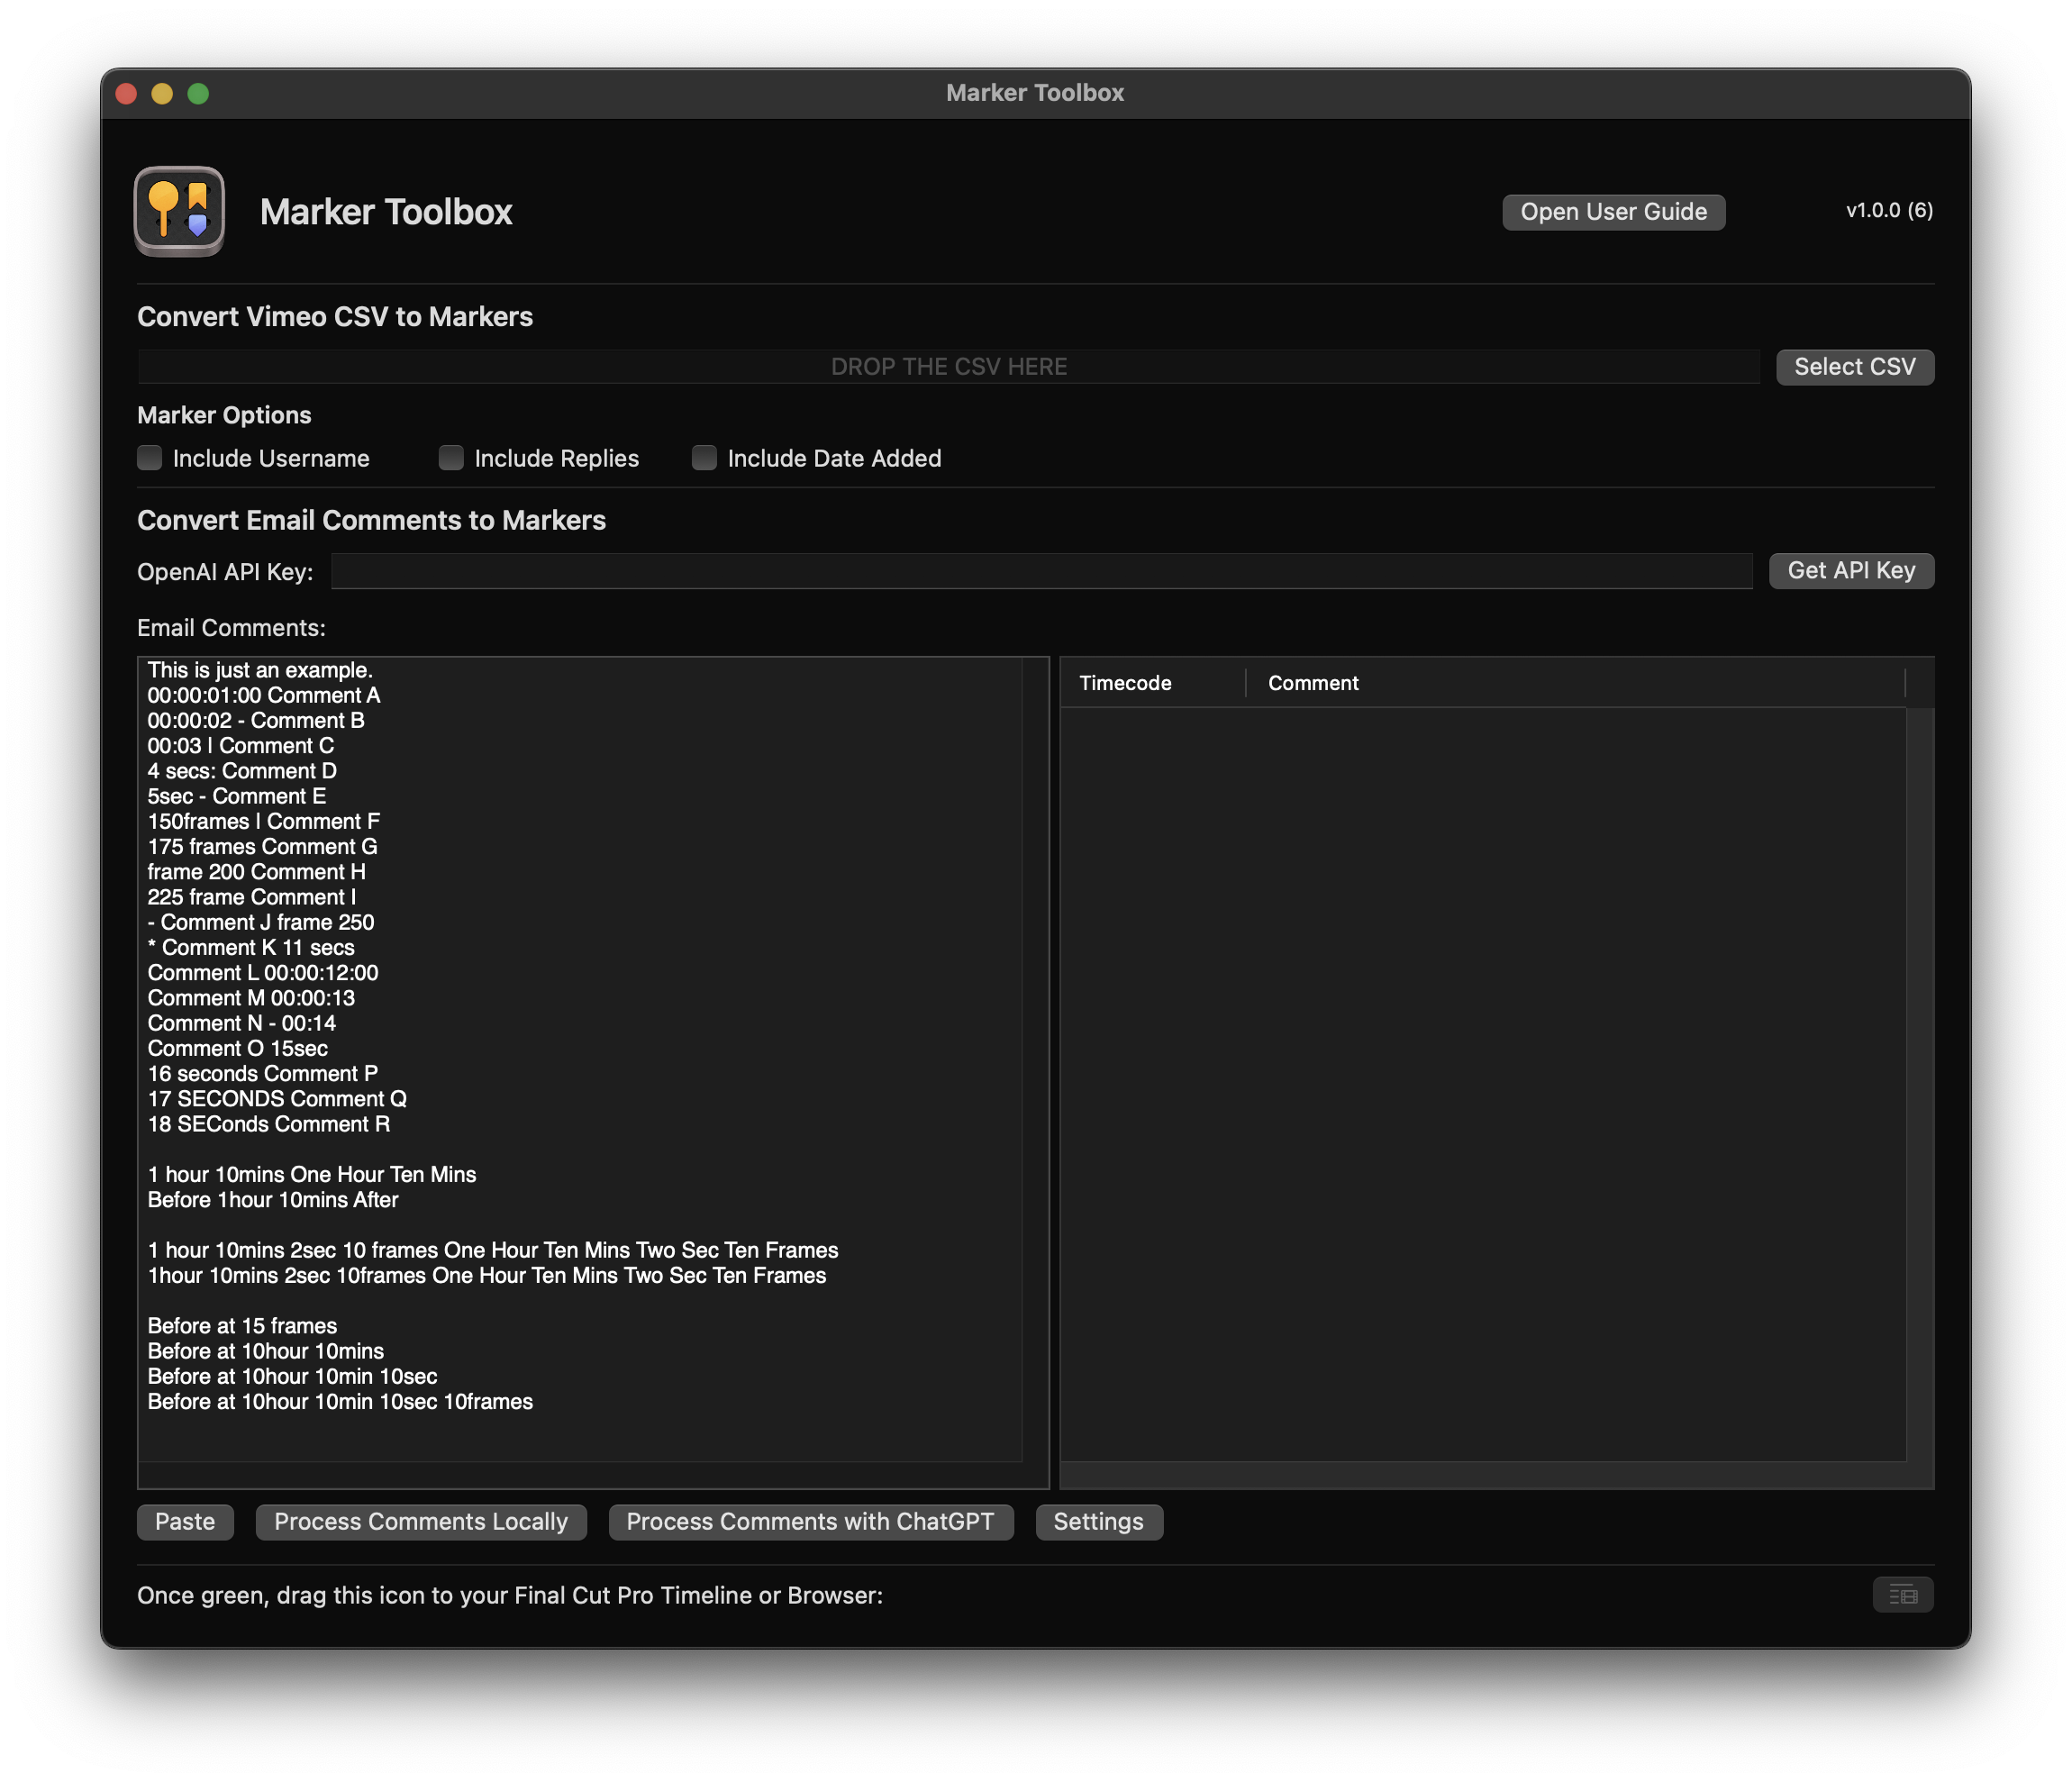 Marker Toolbox
Marker Toolbox
Open User Guide
v1.0.0 (6)
Convert Vimeo CSV to Markers
DROP THE CSV HERE
Select CSV
Marker Options
Include Username
Include Replies
Include Date Added
Convert Email Comments to Markers
OpenAI API Key:
Get API Key
Email Comments:
This is just an example.
00:00:01:00 Comment A
00:00:02 - Comment B
00:03 | Comment C
4 secs: Comment D
5sec - Comment E
150frames | Comment F
175 frames Comment G
frame 200 Comment H
225 frame Comment I
- Comment J frame 250
* Comment K 11 secs
Comment L 00:00:12:00
Comment M 00:00:13
Comment N - 00:14
Comment O 15sec
16 seconds Comment P
17 SECONDS Comment Q
18 SEConds Comment R
1 hour 10mins One Hour Ten Mins
Before 1hour 10mins After
1 hour 10mins 2sec 10 frames One Hour Ten Mins Two Sec Ten Frames
1hour 10mins 2sec 10frames One Hour Ten Mins Two Sec Ten Frames
Before at 15 frames
Before at 10hour 10mins
Before at 10hour 10min 10sec
Before at 10hour 10min 10sec 10frames
Timecode
Comment
Paste
Process Comments Locally
Process Comments with ChatGPT
Settings
Once green, drag this icon to your Final Cut Pro Timeline or Browser: